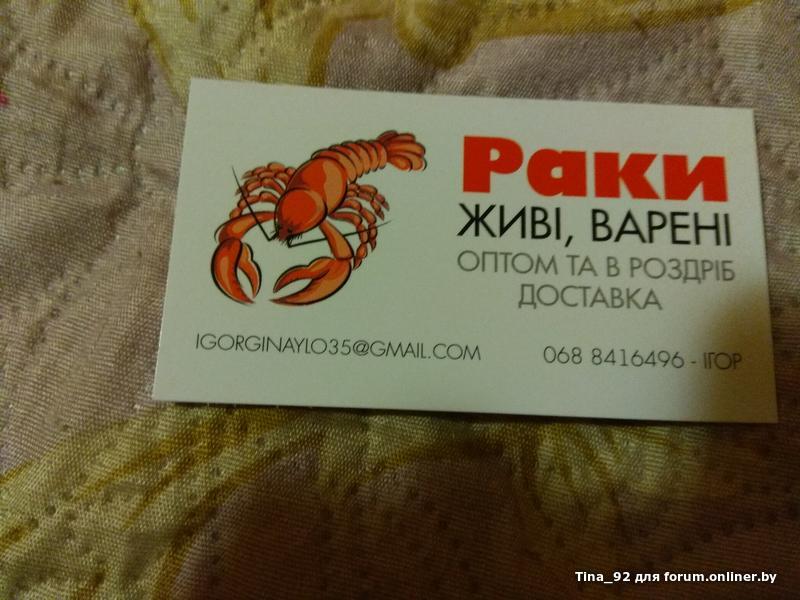 Раки
ЖИВІ, ВАРЕНІ
ОПТОМ ТА В РОЗДРІБ
ДОСТАВКА
IGORGINAYLO35@GMAIL.COM
068 8416496 - ІГОР
Tina_92 для forum.onliner.by